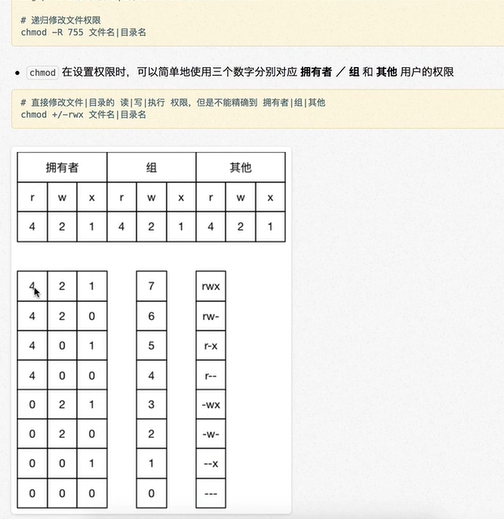 # 递归修改文件权限
chmod -R 755 文件名|目录名
• chmod 在设置权限时，可以简单地使用三个数字分别对应 拥有者 ／ 组 和 其他 用户的权限
# 直接修改文件|目录的 读|写|执行 权限，但是不能精确到 拥有者|组|其他
chmod +/-rwx 文件名|目录名
拥有者 组 其他
r w x r w x r w x
4 2 1 4 2 1 4 2 1
4 2 1 7 rwx
4 2 0 6 rw-
4 0 1 5 r-x
4 0 0 4 r--
0 2 1 3 -wx
0 2 0 2 -w-
0 0 1 1 --x
0 0 0 0 ---